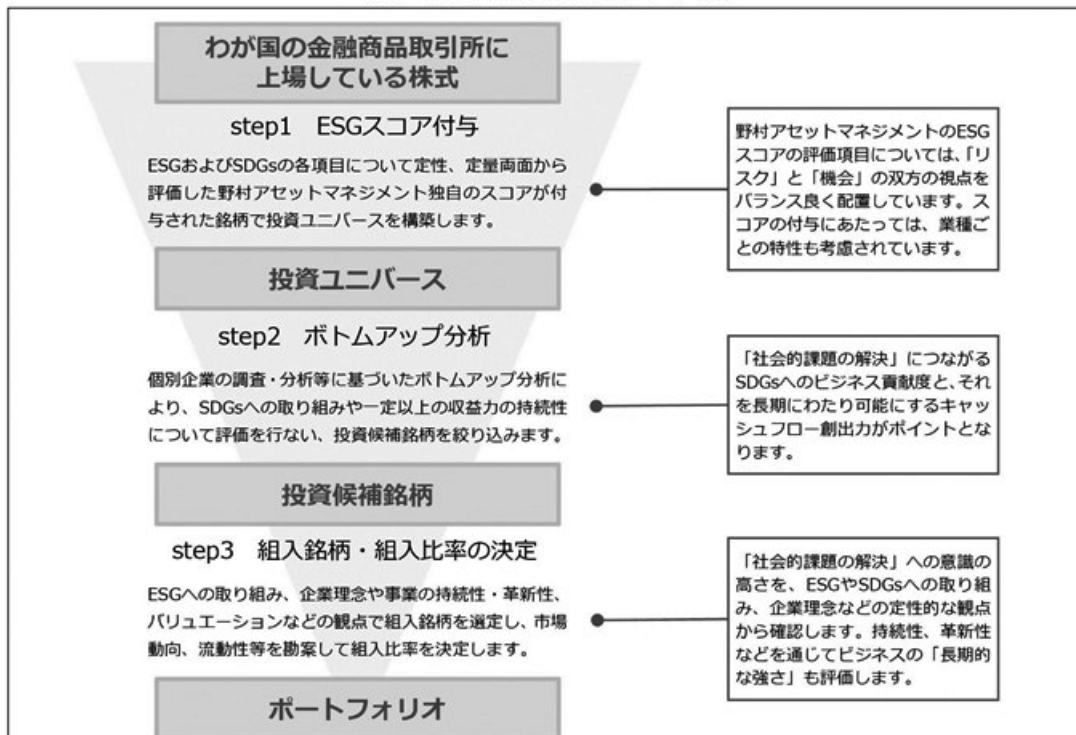 わが国の金融商品取引所に
上場している株式
step1　ESGスコア付与
ESGおよびSDGsの各項目について定性、定量両面から
評価した野村アセットマネジメント独自のスコアが付
与された銘柄で投資ユニバースを構築します。
野村アセットマネジメントのESG
スコアの評価項目については、「リ
スク」と「機会」の双方の視点を
バランス良く配置しています。ス
コアの付与にあたっては、業種ご
との特性も考慮されています。
投資ユニバース
step2　ボトムアップ分析
個別企業の調査・分析等に基づいたボトムアップ分析に
より、SDGsへの取り組みや一定以上の収益力の持続性
について評価を行ない、投資候補銘柄を絞り込みます。
「社会的課題の解決」につながる
SDGsへのビジネス貢献度と、それ
を長期にわたり可能にするキャッ
シュフロー創出力がポイントとな
ります。
投資候補銘柄
step3　組入銘柄・組入比率の決定
ESGへの取り組み、企業理念や事業の持続性・革新性、
バリュエーションなどの観点で組入銘柄を選定し、市場
動向、流動性等を勘案して組入比率を決定します。
「社会的課題の解決」への意識の
高さを、ESGやSDGsへの取り組
み、企業理念などの定性的な観点
から確認します。持続性、革新性
などを通じてビジネスの「長期的
な強さ」も評価します。
ポートフォリオ